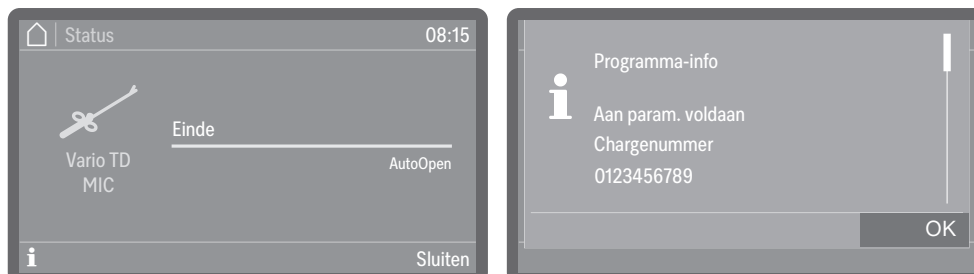 Status 08:15
Einde
Vario TD
MIC
AutoOpen
i Sluiten
i
Programma-info
Aan param. voldaan
Chargenummer
0123456789
OK